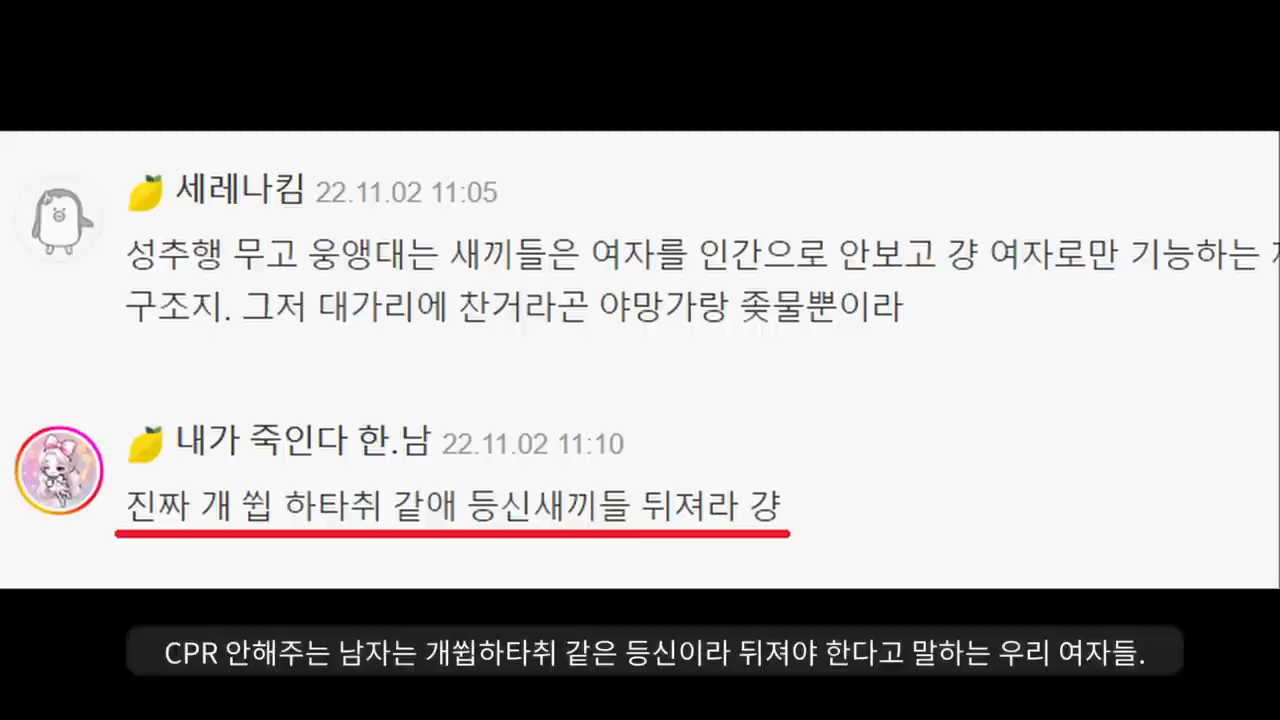 세레나킴 22.11.02 11:05
성추행 무고 웅앵대는 새끼들은 여자를 인간으로 안보고 걍 여자로만 기능하는
구조지. 그저 대가리에 찬거라곤 야망가랑 좆물뿐이라
내가 죽인다 한.남 22.11.02 11:10
진짜 개 씹 하타취 같애 등신새끼들 뒤져라 걍
CPR 안해주는 남자는 개씹하타취 같은 등신이라 뒤져야 한다고 말하는 우리 여자들.